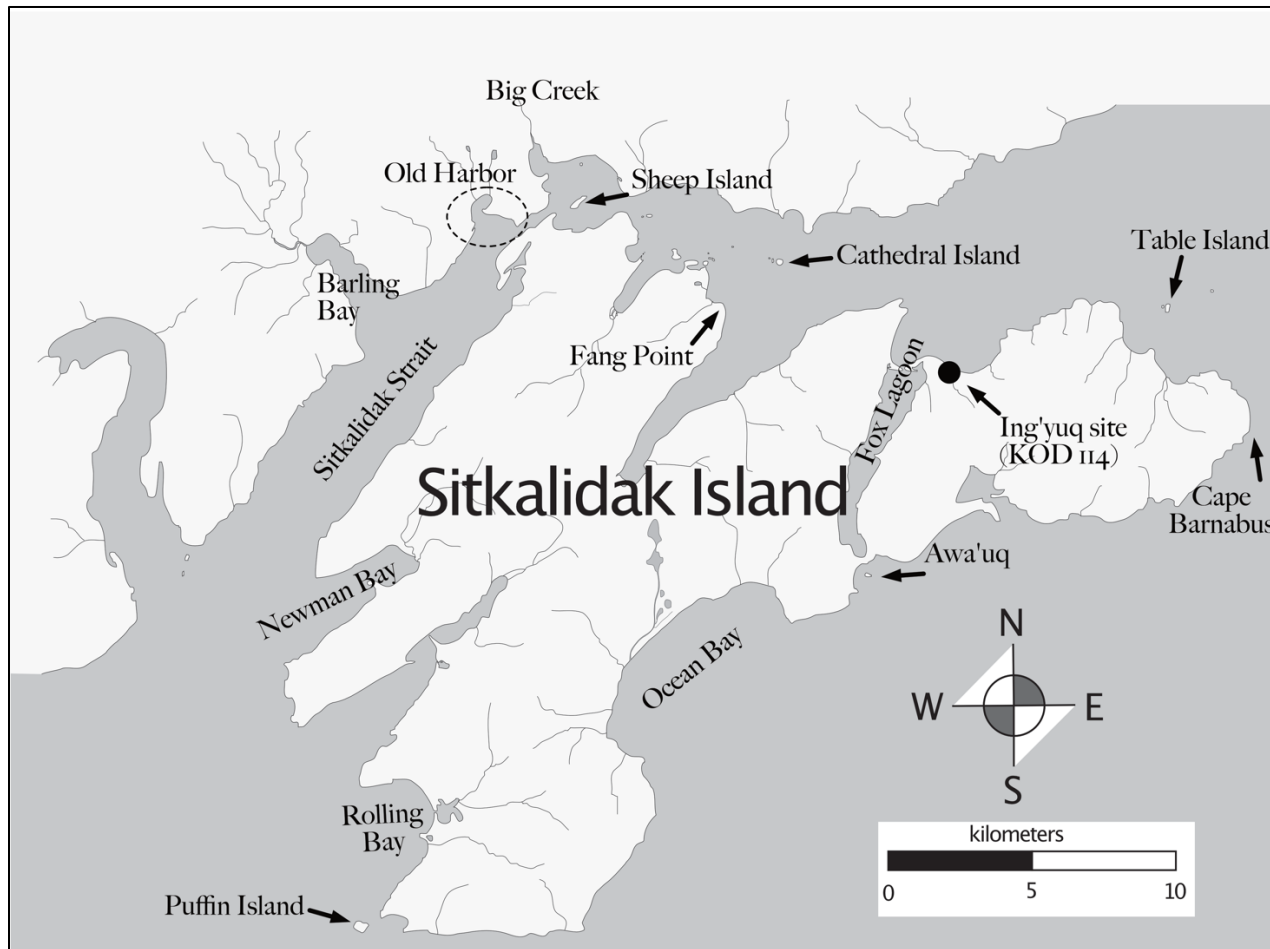 Big Creek
Old Harbor
Sheep Island
Table Island
Cathedral Island
Barling
Bay
Fang Point
Sitkalidak Strait
Fox Lagoon
Ing'yuq site
(KOD 114)
Sitkalidak Island
Cape
Barnabus
Awa'uq
Newman Bay
Ocean Bay
N
W
E
S
Rolling
Bay
kilometers
0
5
10
Puffin Island